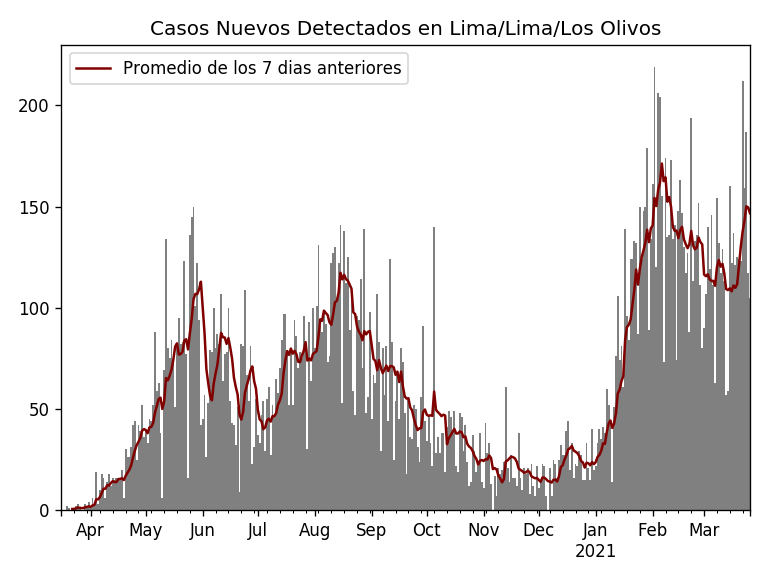 Casos Nuevos Detectados en Lima/Lima/Los Olivos
Promedio de los 7 dias anteriores
200
150
100
50
0
Apr May Jun Jul Aug Sep Oct Nov Dec Jan Feb Mar
2021